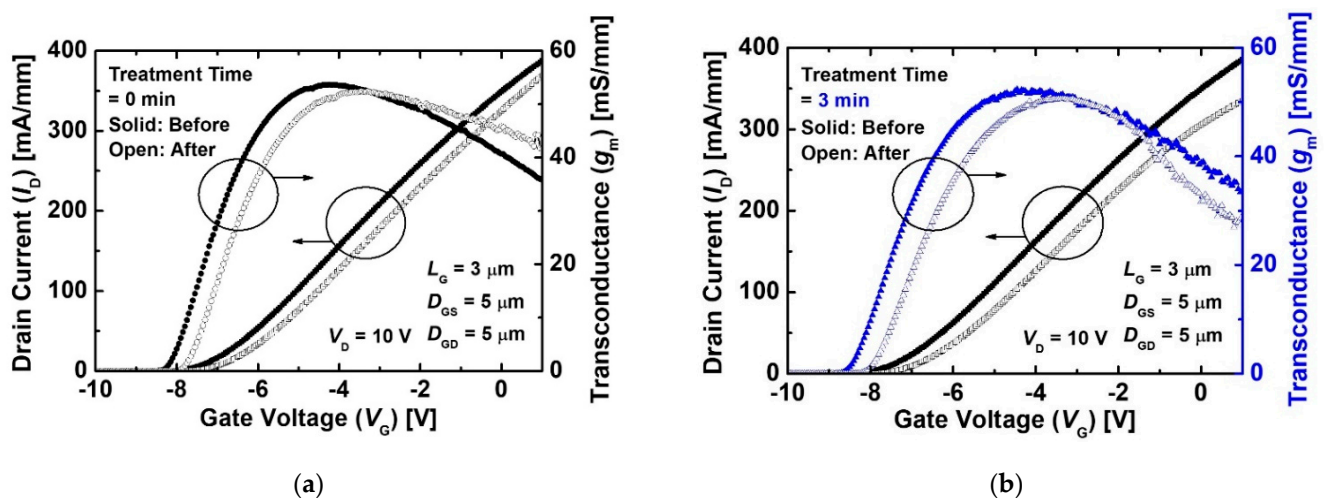 400
300
200
100
0
Drain Current (I_D) [mA/mm]
Treatment Time
= 0 min
Solid: Before
Open: After
L_G = 3 μm
D_GS = 5 μm
V_D = 10 V
D_GD = 5 μm
60
40
20
0
Transconductance (g_m) [mS/mm]
-10 -8 -6 -4 -2 0
Gate Voltage (V_G) [V]
(a)
400
300
200
100
0
Drain Current (I_D) [mA/mm]
Treatment Time
= 3 min
Solid: Before
Open: After
L_G = 3 μm
D_GS = 5 μm
V_D = 10 V
D_GD = 5 μm
60
40
20
0
Transconductance (g_m) [mS/mm]
-10 -8 -6 -4 -2 0
Gate Voltage (V_G) [V]
(b)